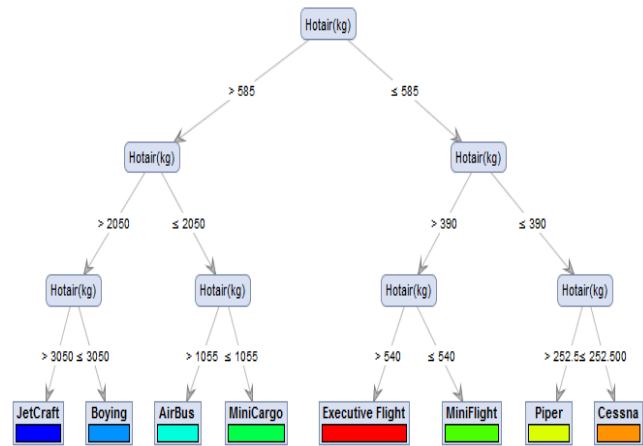 Hotair(kg)
> 585 ≤ 585
Hotair(kg) Hotair(kg)
> 2050 ≤ 2050 > 390 ≤ 390
Hotair(kg) Hotair(kg) Hotair(kg) Hotair(kg)
> 3050 ≤ 3050 > 1055 ≤ 1055 > 540 ≤ 540 > 252.5 ≤ 252.500
JetCraft Boying AirBus MiniCargo Executive Flight MiniFlight Piper Cessna